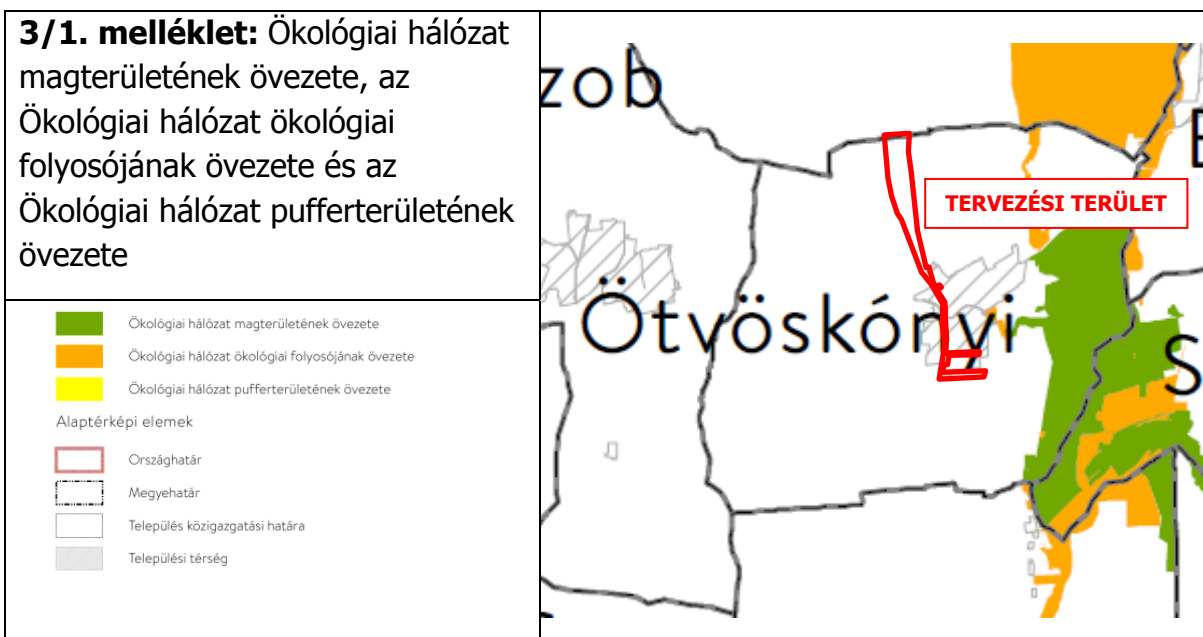 3/1. melléklet: Ökológiai hálózat
magterületének övezete, az
Ökológiai hálózat ökológiai
folyosójának övezete és az
Ökológiai hálózat pufferterületének
övezete
Ökológiai hálózat magterületének övezete
Ökológiai hálózat ökológiai folyosójának övezete
Ökológiai hálózat pufferterületének övezete
Alaptérképi elemek
Országhatár
Megyehatár
Település közigazgatási határa
Települési térség
zob
TERVEZÉSI TERÜLET
Ötvöskónyi
S